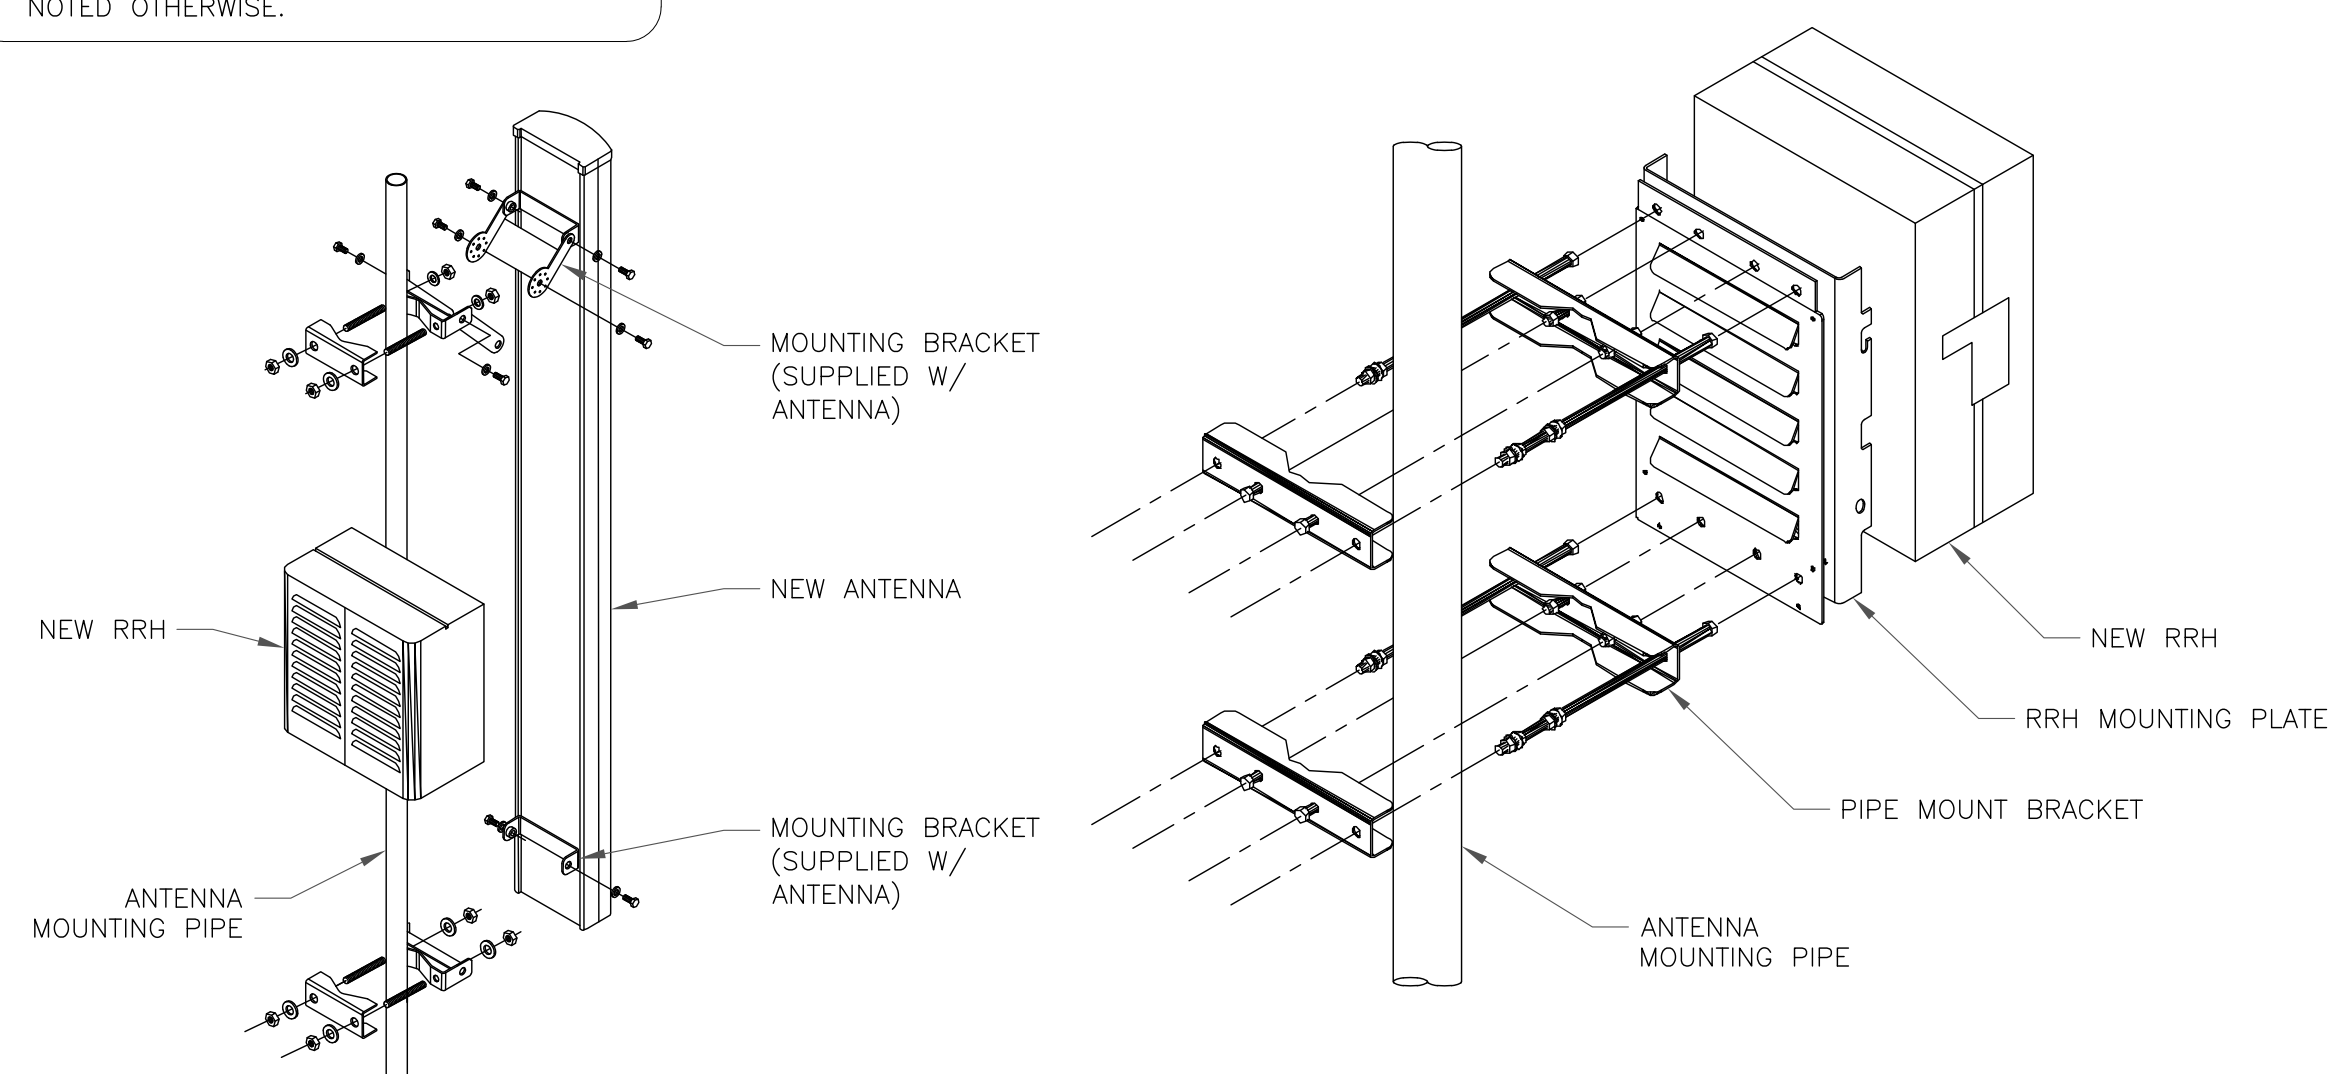 NOTED OTHERWISE.
MOUNTING BRACKET
(SUPPLIED W/
ANTENNA)
NEW ANTENNA
NEW RRH
MOUNTING BRACKET
(SUPPLIED W/
ANTENNA)
ANTENNA
MOUNTING PIPE
NEW RRH
RRH MOUNTING PLATE
PIPE MOUNT BRACKET
ANTENNA
MOUNTING PIPE